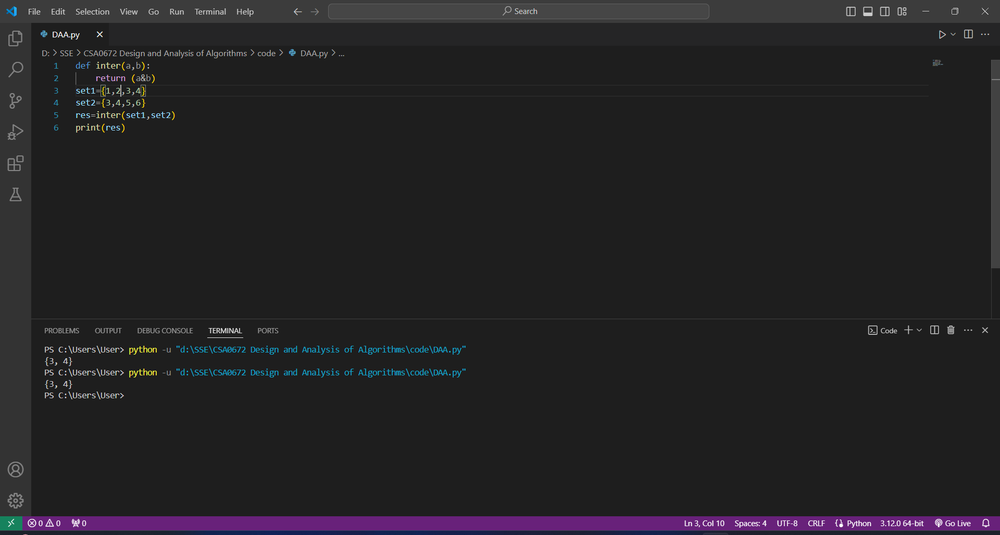 File Edit Selection View Go Run Terminal Help Search
DAA.py
D: > SSE > CSA0672 Design and Analysis of Algorithms > code > DAA.py > ...
1 def inter(a,b):
2     return (a&b)
3 set1={1,2,3,4}
4 set2={3,4,5,6}
5 res=inter(set1,set2)
6 print(res)
PROBLEMS OUTPUT DEBUG CONSOLE TERMINAL PORTS Code
PS C:\Users\User> python -u "d:\SSE\CSA0672 Design and Analysis of Algorithms\code\DAA.py"
{3, 4}
PS C:\Users\User> python -u "d:\SSE\CSA0672 Design and Analysis of Algorithms\code\DAA.py"
{3, 4}
PS C:\Users\User>
0 0 0 Ln 3, Col 10 Spaces: 4 UTF-8 CRLF Python 3.12.0 64-bit Go Live